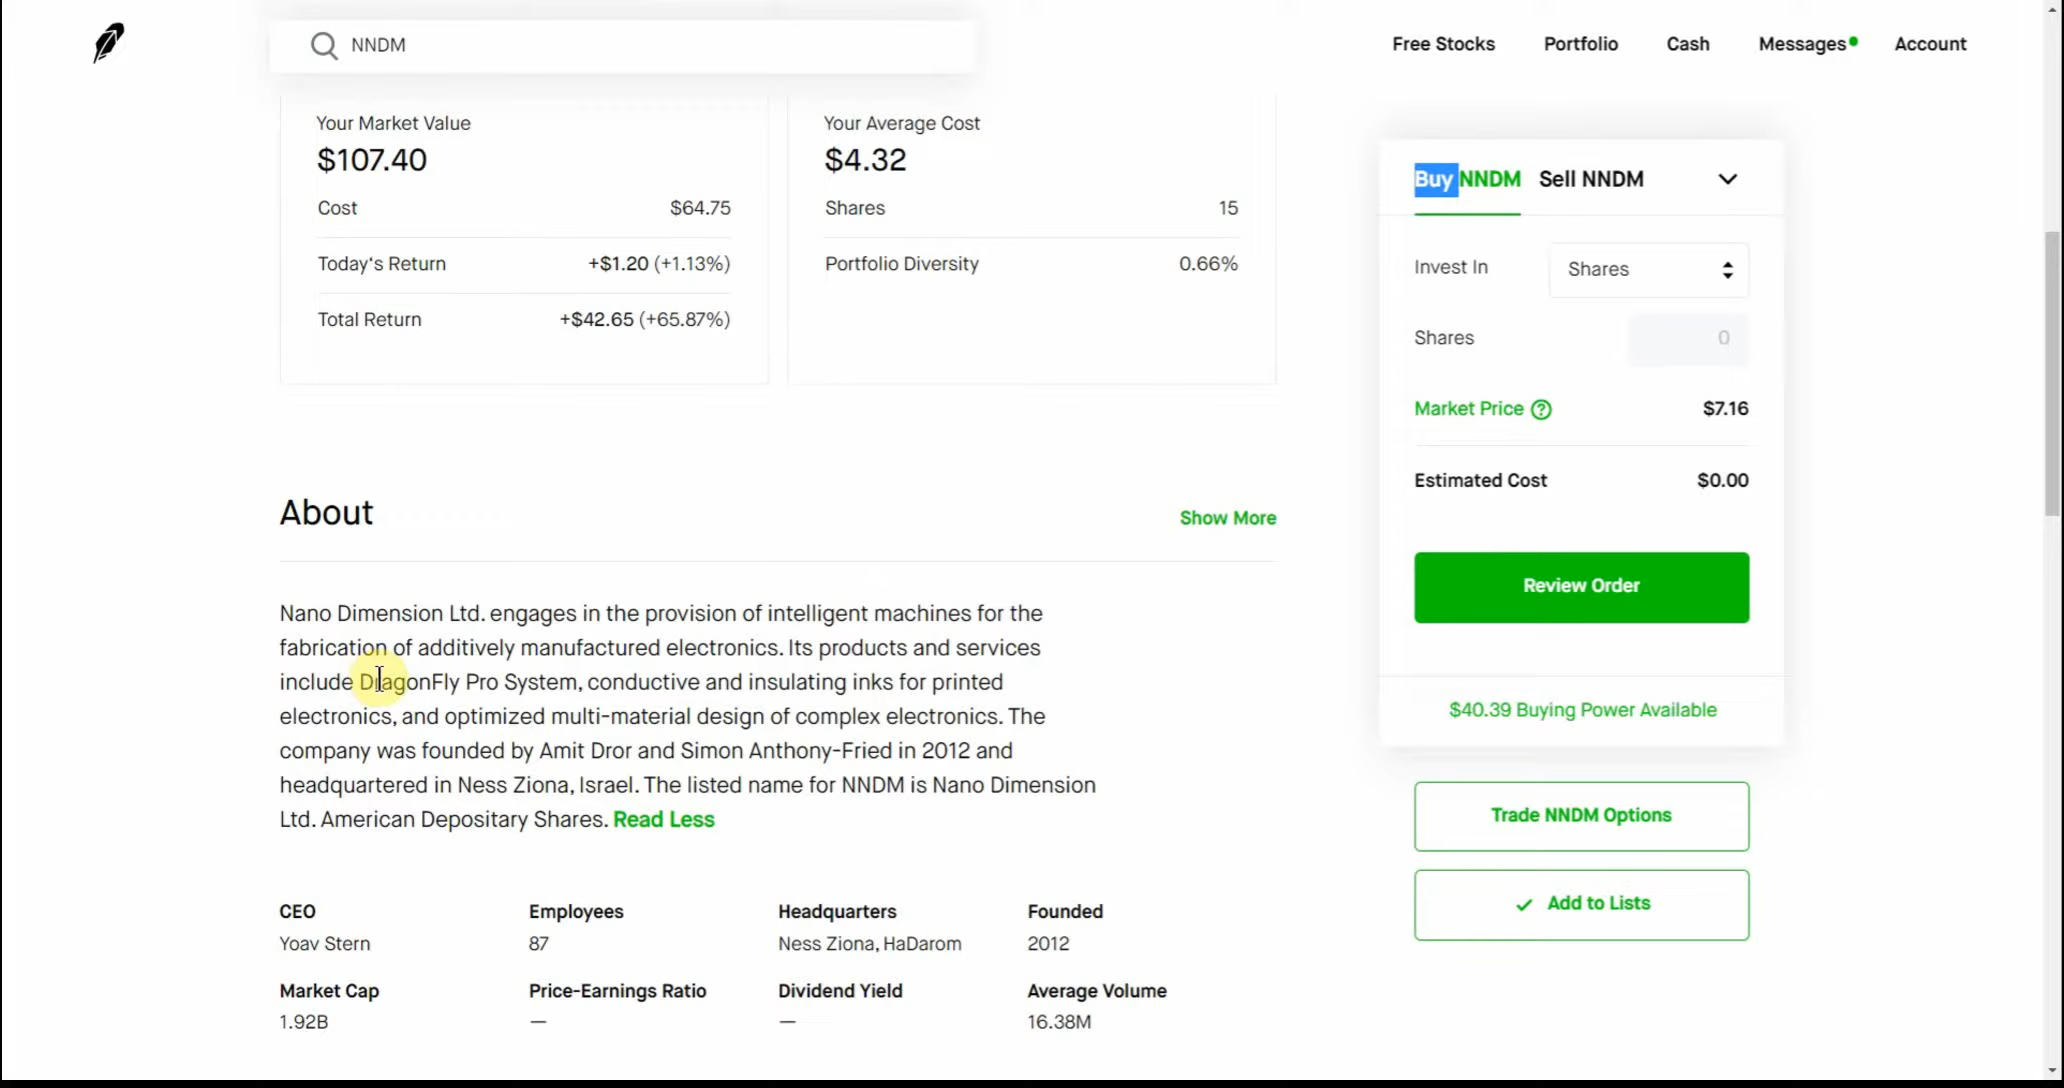 NNDM
Free Stocks
Portfolio
Cash
Messages
Account
Your Market Value
$107.40
Cost $64.75
Today's Return +$1.20 (+1.13%)
Total Return +$42.65 (+65.87%)
Your Average Cost
$4.32
Shares 15
Portfolio Diversity 0.66%
Buy NNDM Sell NNDM
Invest In Shares
Shares 0
Market Price ? $7.16
Estimated Cost $0.00
Review Order
$40.39 Buying Power Available
Trade NNDM Options
Add to Lists
About
Show More
Nano Dimension Ltd. engages in the provision of intelligent machines for the
fabrication of additively manufactured electronics. Its products and services
include DragonFly Pro System, conductive and insulating inks for printed
electronics, and optimized multi-material design of complex electronics. The
company was founded by Amit Dror and Simon Anthony-Fried in 2012 and
headquartered in Ness Ziona, Israel. The listed name for NNDM is Nano Dimension
Ltd. American Depositary Shares. Read Less
CEO Employees Headquarters Founded
Yoav Stern 87 Ness Ziona, HaDarom 2012
Market Cap Price-Earnings Ratio Dividend Yield Average Volume
1.92B — — 16.38M